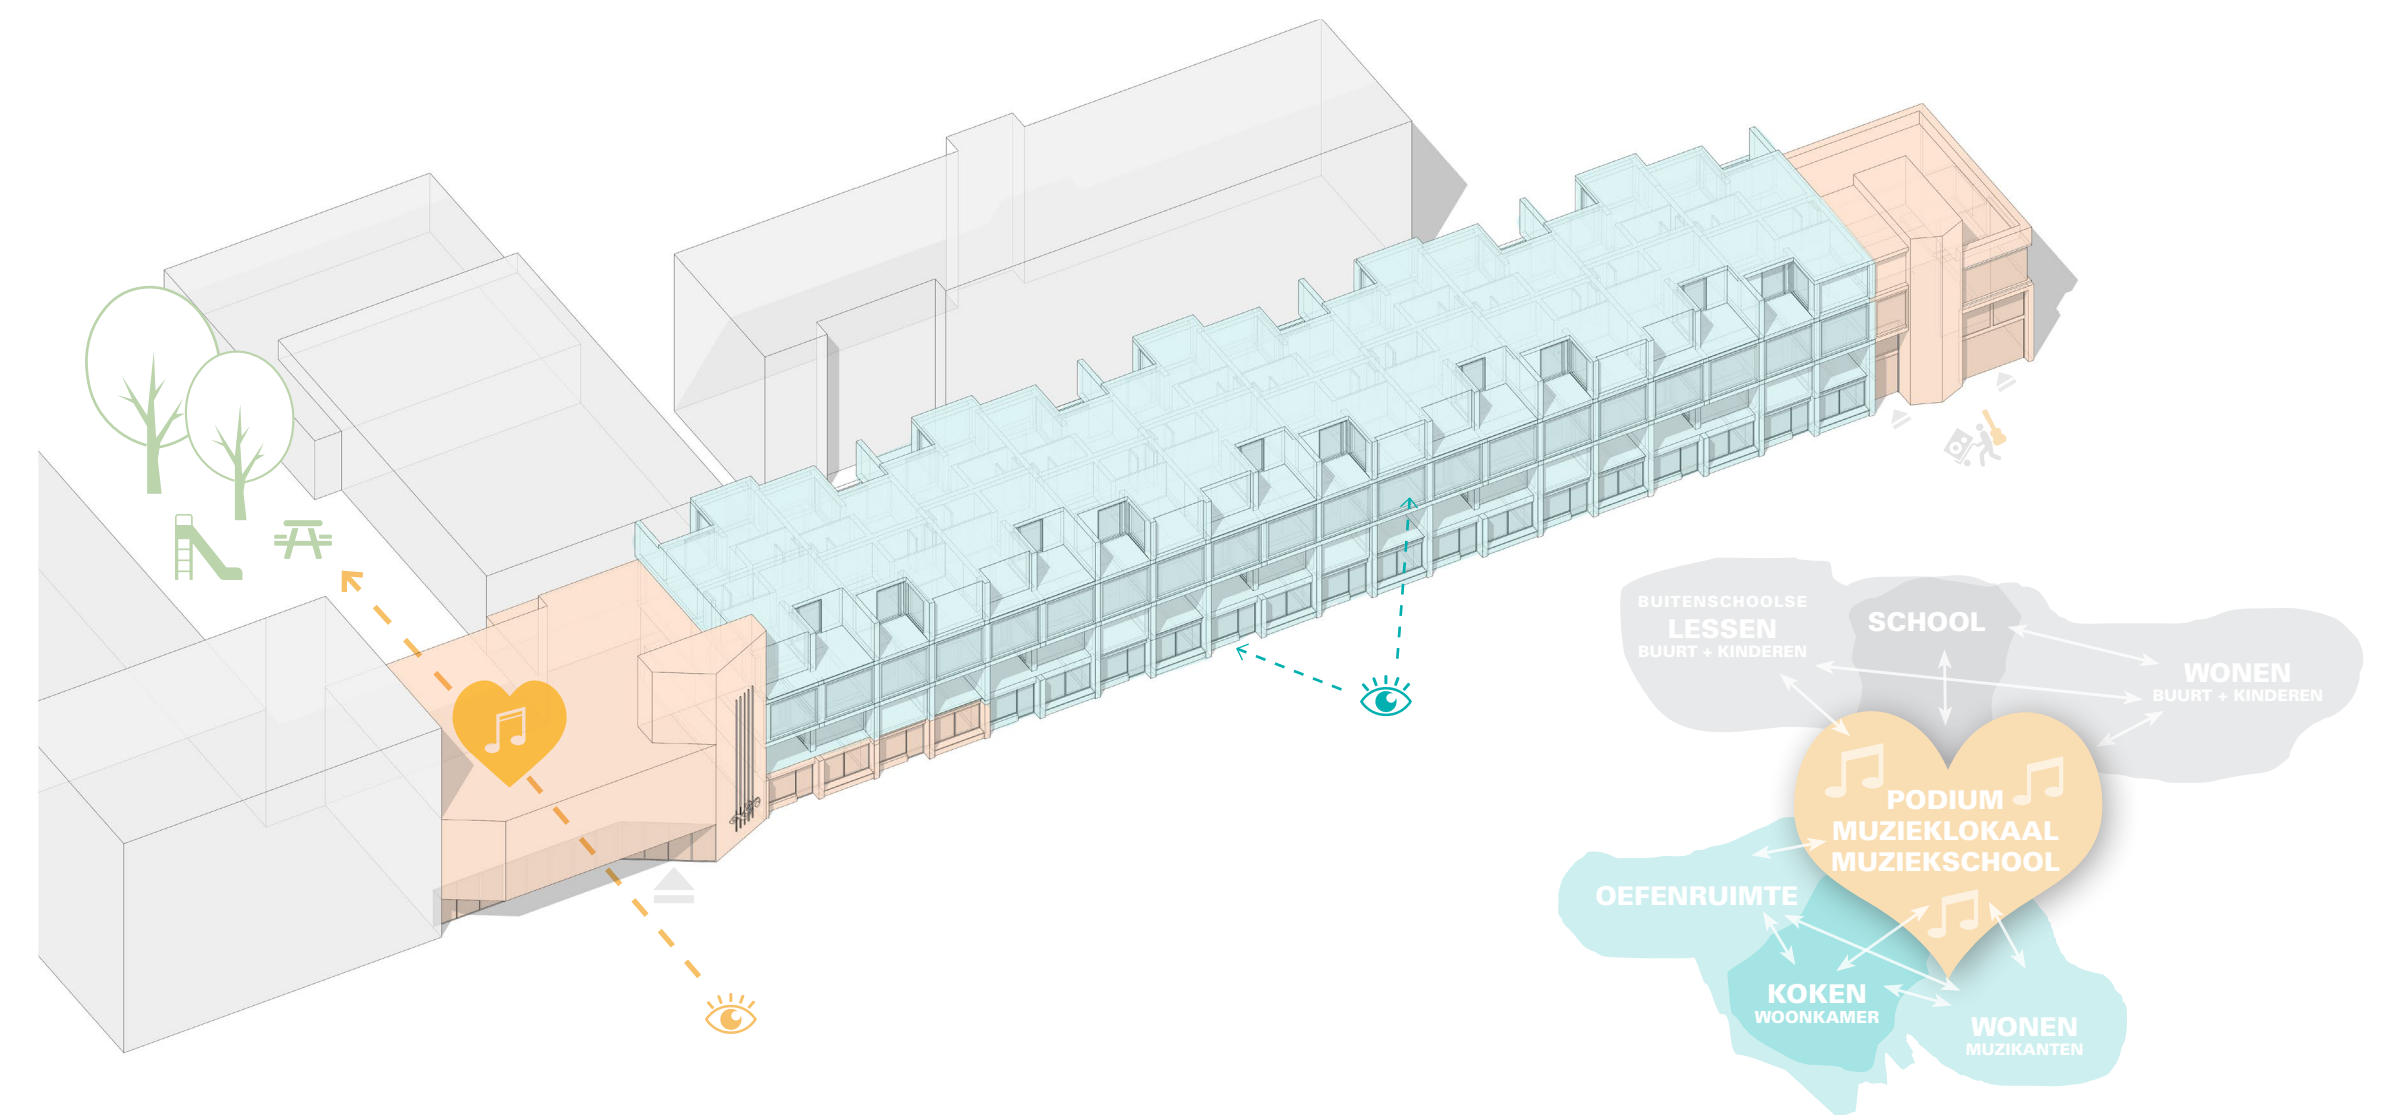 BUITENSCHOOLSE
LESSEN
BUURT + KINDEREN
SCHOOL
WONEN
BUURT + KINDEREN
PODIUM
MUZIEKLOKAAL
MUZIEKSCHOOL
OEFENRUIMTE
KOKEN
WOONKAMER
WONEN
MUZIKANTEN